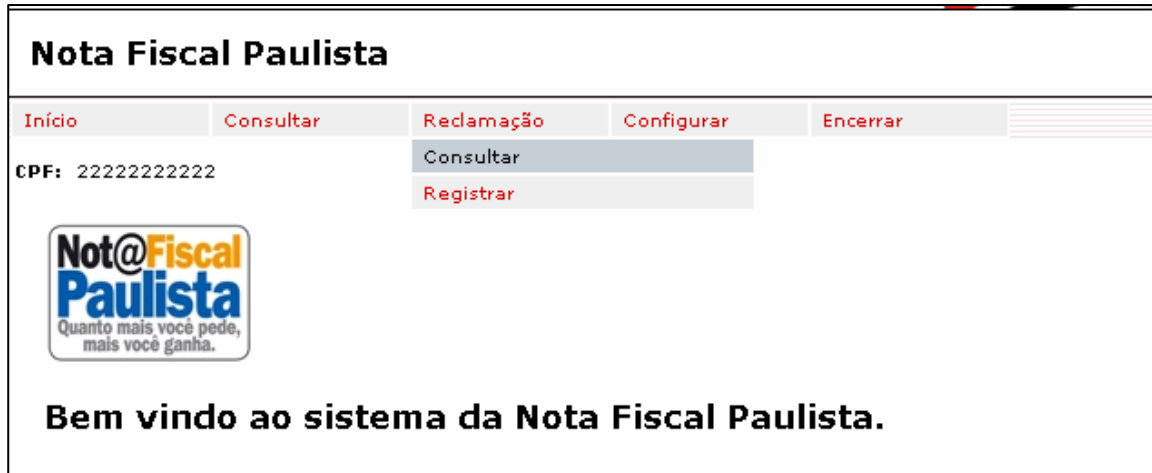 Nota Fiscal Paulista
Início Consultar Reclamação Configurar Encerrar
Consultar
CPF: 22222222222
Registrar
Not@Fiscal
Paulista
Quanto mais você pede,
mais você ganha.
Bem vindo ao sistema da Nota Fiscal Paulista.